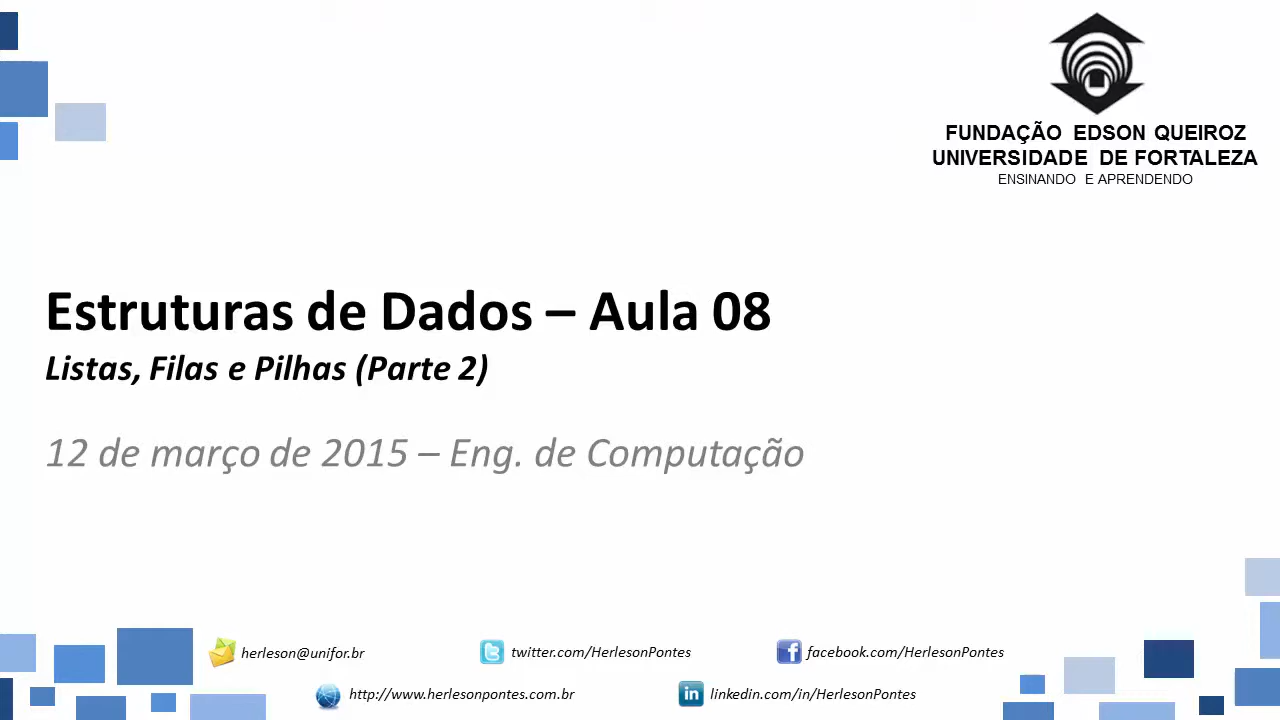 FUNDAÇÃO EDSON QUEIROZ
UNIVERSIDADE DE FORTALEZA
ENSINANDO E APRENDENDO
Estruturas de Dados – Aula 08
Listas, Filas e Pilhas (Parte 2)
12 de março de 2015 – Eng. de Computação
herleson@unifor.br
twitter.com/HerlesonPontes
facebook.com/HerlesonPontes
http://www.herlesonpontes.com.br
linkedin.com/in/HerlesonPontes